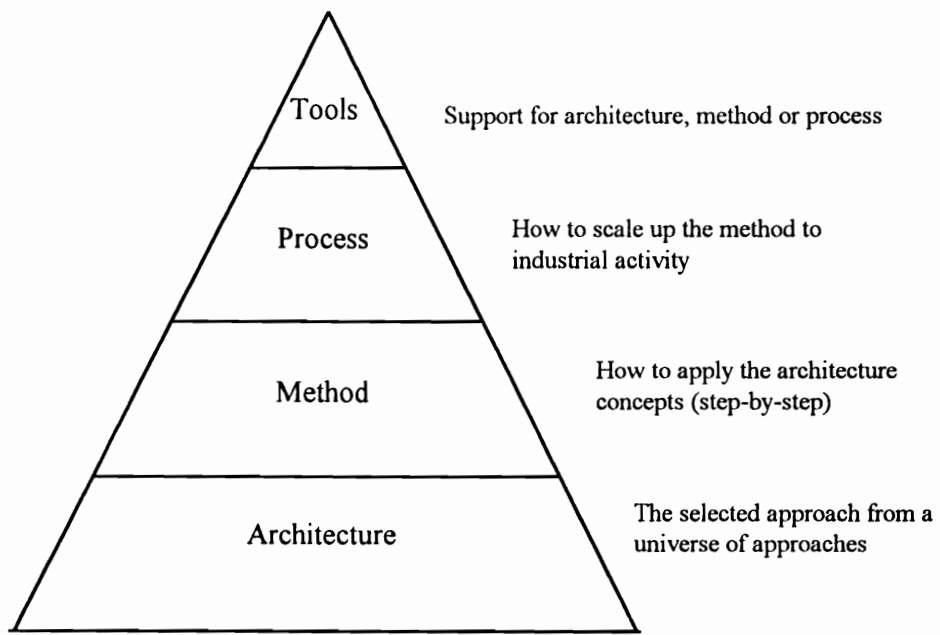 Tools
Support for architecture, method or process
Process
How to scale up the method to
industrial activity
Method
How to apply the architecture
concepts (step-by-step)
Architecture
The selected approach from a
universe of approaches